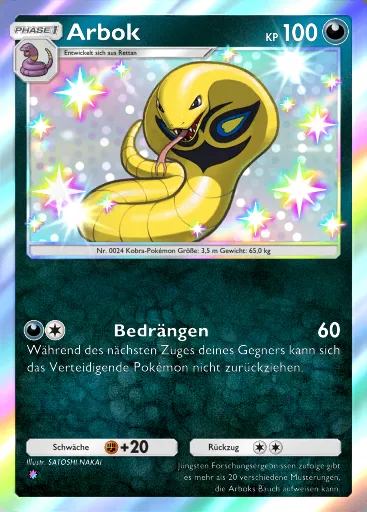 PHASE 1
Arbok
KP 100
Entwickelt sich aus Rettan
Nr. 0024 Kobra-Pokémon Größe: 3,5 m Gewicht: 65,0 kg
Bedrängen 60
Während des nächsten Zuges deines Gegners kann sich
das Verteidigende Pokémon nicht zurückziehen.
Schwäche +20
Rückzug
Illustr. SATOSHI NAKAI
Jüngsten Forschungsergebnissen zufolge gibt
es mehr als 20 verschiedene Musterungen,
die Arboks Bauch aufweisen kann.